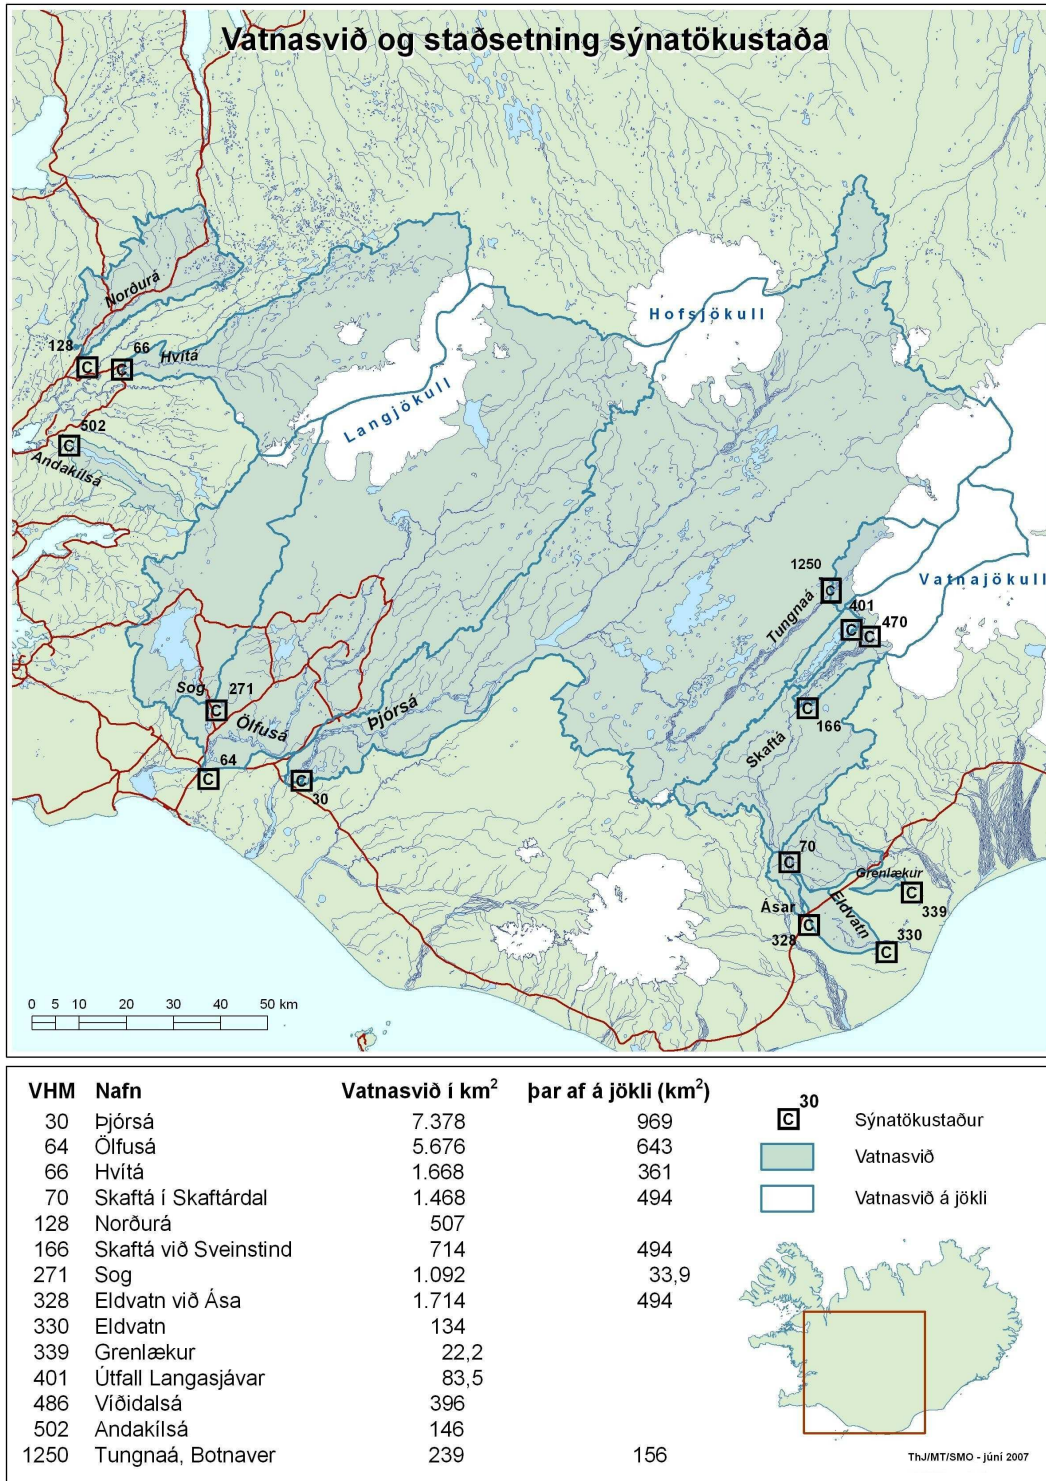 Vatnasvið og staðsetning sýnatökustaða
Hofsjökull
Norðurá
128
66
Hvítá
Langjökull
502
Andakílsá
1250
Vatnajökull
401
Tungnaá
470
Sog
271
Ölfusá
Þjórsá
166
Skaftá
64
30
70
Grenlækur
Ásar
Eldvatn
339
328
330
0 5 10 20 30 40 50 km
VHM Nafn Vatnasvið í km² þar af á jökli (km²)
30 Þjórsá 7.378 969
64 Ölfusá 5.676 643
66 Hvítá 1.668 361
70 Skaftá í Skaftárdal 1.468 494
128 Norðurá 507
166 Skaftá við Sveinstind 714 494
271 Sog 1.092 33,9
328 Eldvatn við Ása 1.714 494
330 Eldvatn 134
339 Grenlækur 22,2
401 Útfall Langasjávar 83,5
486 Víðidalsá 396
502 Andakílsá 146
1250 Tungnaá, Botnaver 239 156
C 30 Sýnatökustaður
Vatnasvið
Vatnasvið á jökli
ThJ/MT/SMO - júní 2007